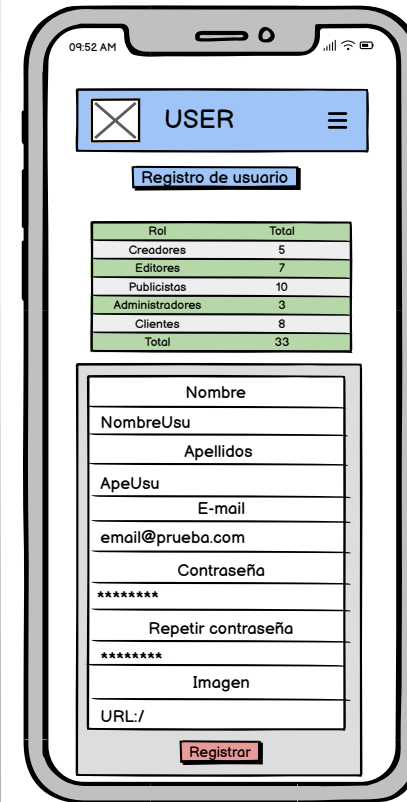 09:52 AM
USER
Registro de usuario
Rol Total
Creadores 5
Editores 7
Publicistas 10
Administradores 3
Clientes 8
Total 33
Nombre
NombreUsu
Apellidos
ApeUsu
E-mail
email@prueba.com
Contraseña
********
Repetir contraseña
********
Imagen
URL:/
Registrar